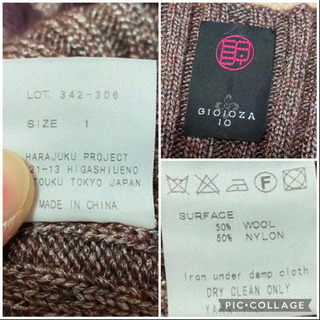 LOT. 342-306
SIZE 1
HARAJUKU PROJECT
21-13 HIGASHIUENO
TOUKU TOKYO JAPAN
MADE IN CHINA
GIOIOZA
IO
F
SURFACE
50% WOOL
50% NYLON
Iron under damp cloth
DRY CLEAN ONLY
PIC•COLLAGE